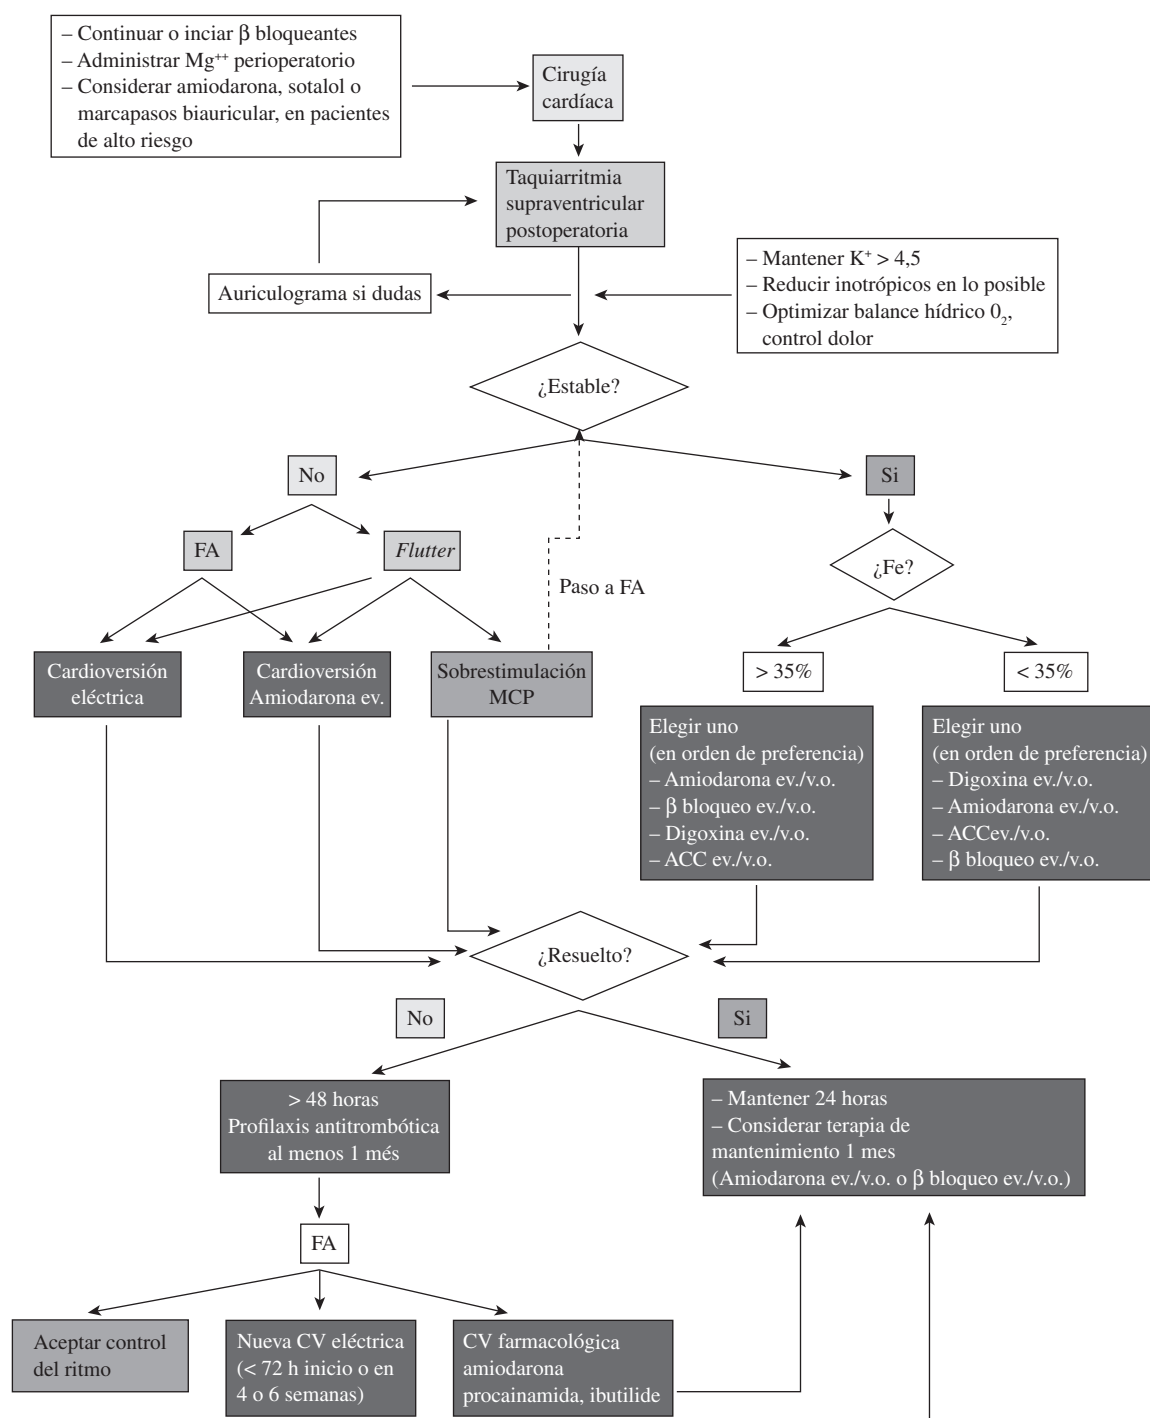 – Continuar o inciar β bloqueantes
– Administrar Mg⁺⁺ perioperatorio
– Considerar amiodarona, sotalol o
marcapasos biauricular, en pacientes
de alto riesgo
Cirugía
cardíaca
Taquiarritmia
supraventricular
postoperatoria
– Mantener K⁺ > 4,5
– Reducir inotrópicos en lo posible
– Optimizar balance hídrico 0₂,
control dolor
Auriculograma si dudas
¿Estable?
No
Si
FA
Flutter
¿Fe?
Paso a FA
Cardioversión
eléctrica
Cardioversión
Amiodarona ev.
Sobrestimulación
MCP
> 35%
< 35%
Elegir uno
(en orden de preferencia)
– Amiodarona ev./v.o.
– β bloqueo ev./v.o.
– Digoxina ev./v.o.
– ACC ev./v.o.
Elegir uno
(en orden de preferencia)
– Digoxina ev./v.o.
– Amiodarona ev./v.o.
– ACCev./v.o.
– β bloqueo ev./v.o.
¿Resuelto?
No
Si
> 48 horas
Profilaxis antitrombótica
al menos 1 més
– Mantener 24 horas
– Considerar terapia de
mantenimiento 1 mes
(Amiodarona ev./v.o. o β bloqueo ev./v.o.)
FA
Aceptar control
del ritmo
Nueva CV eléctrica
(< 72 h inicio o en
4 o 6 semanas)
CV farmacológica
amiodarona
procainamida, ibutilide